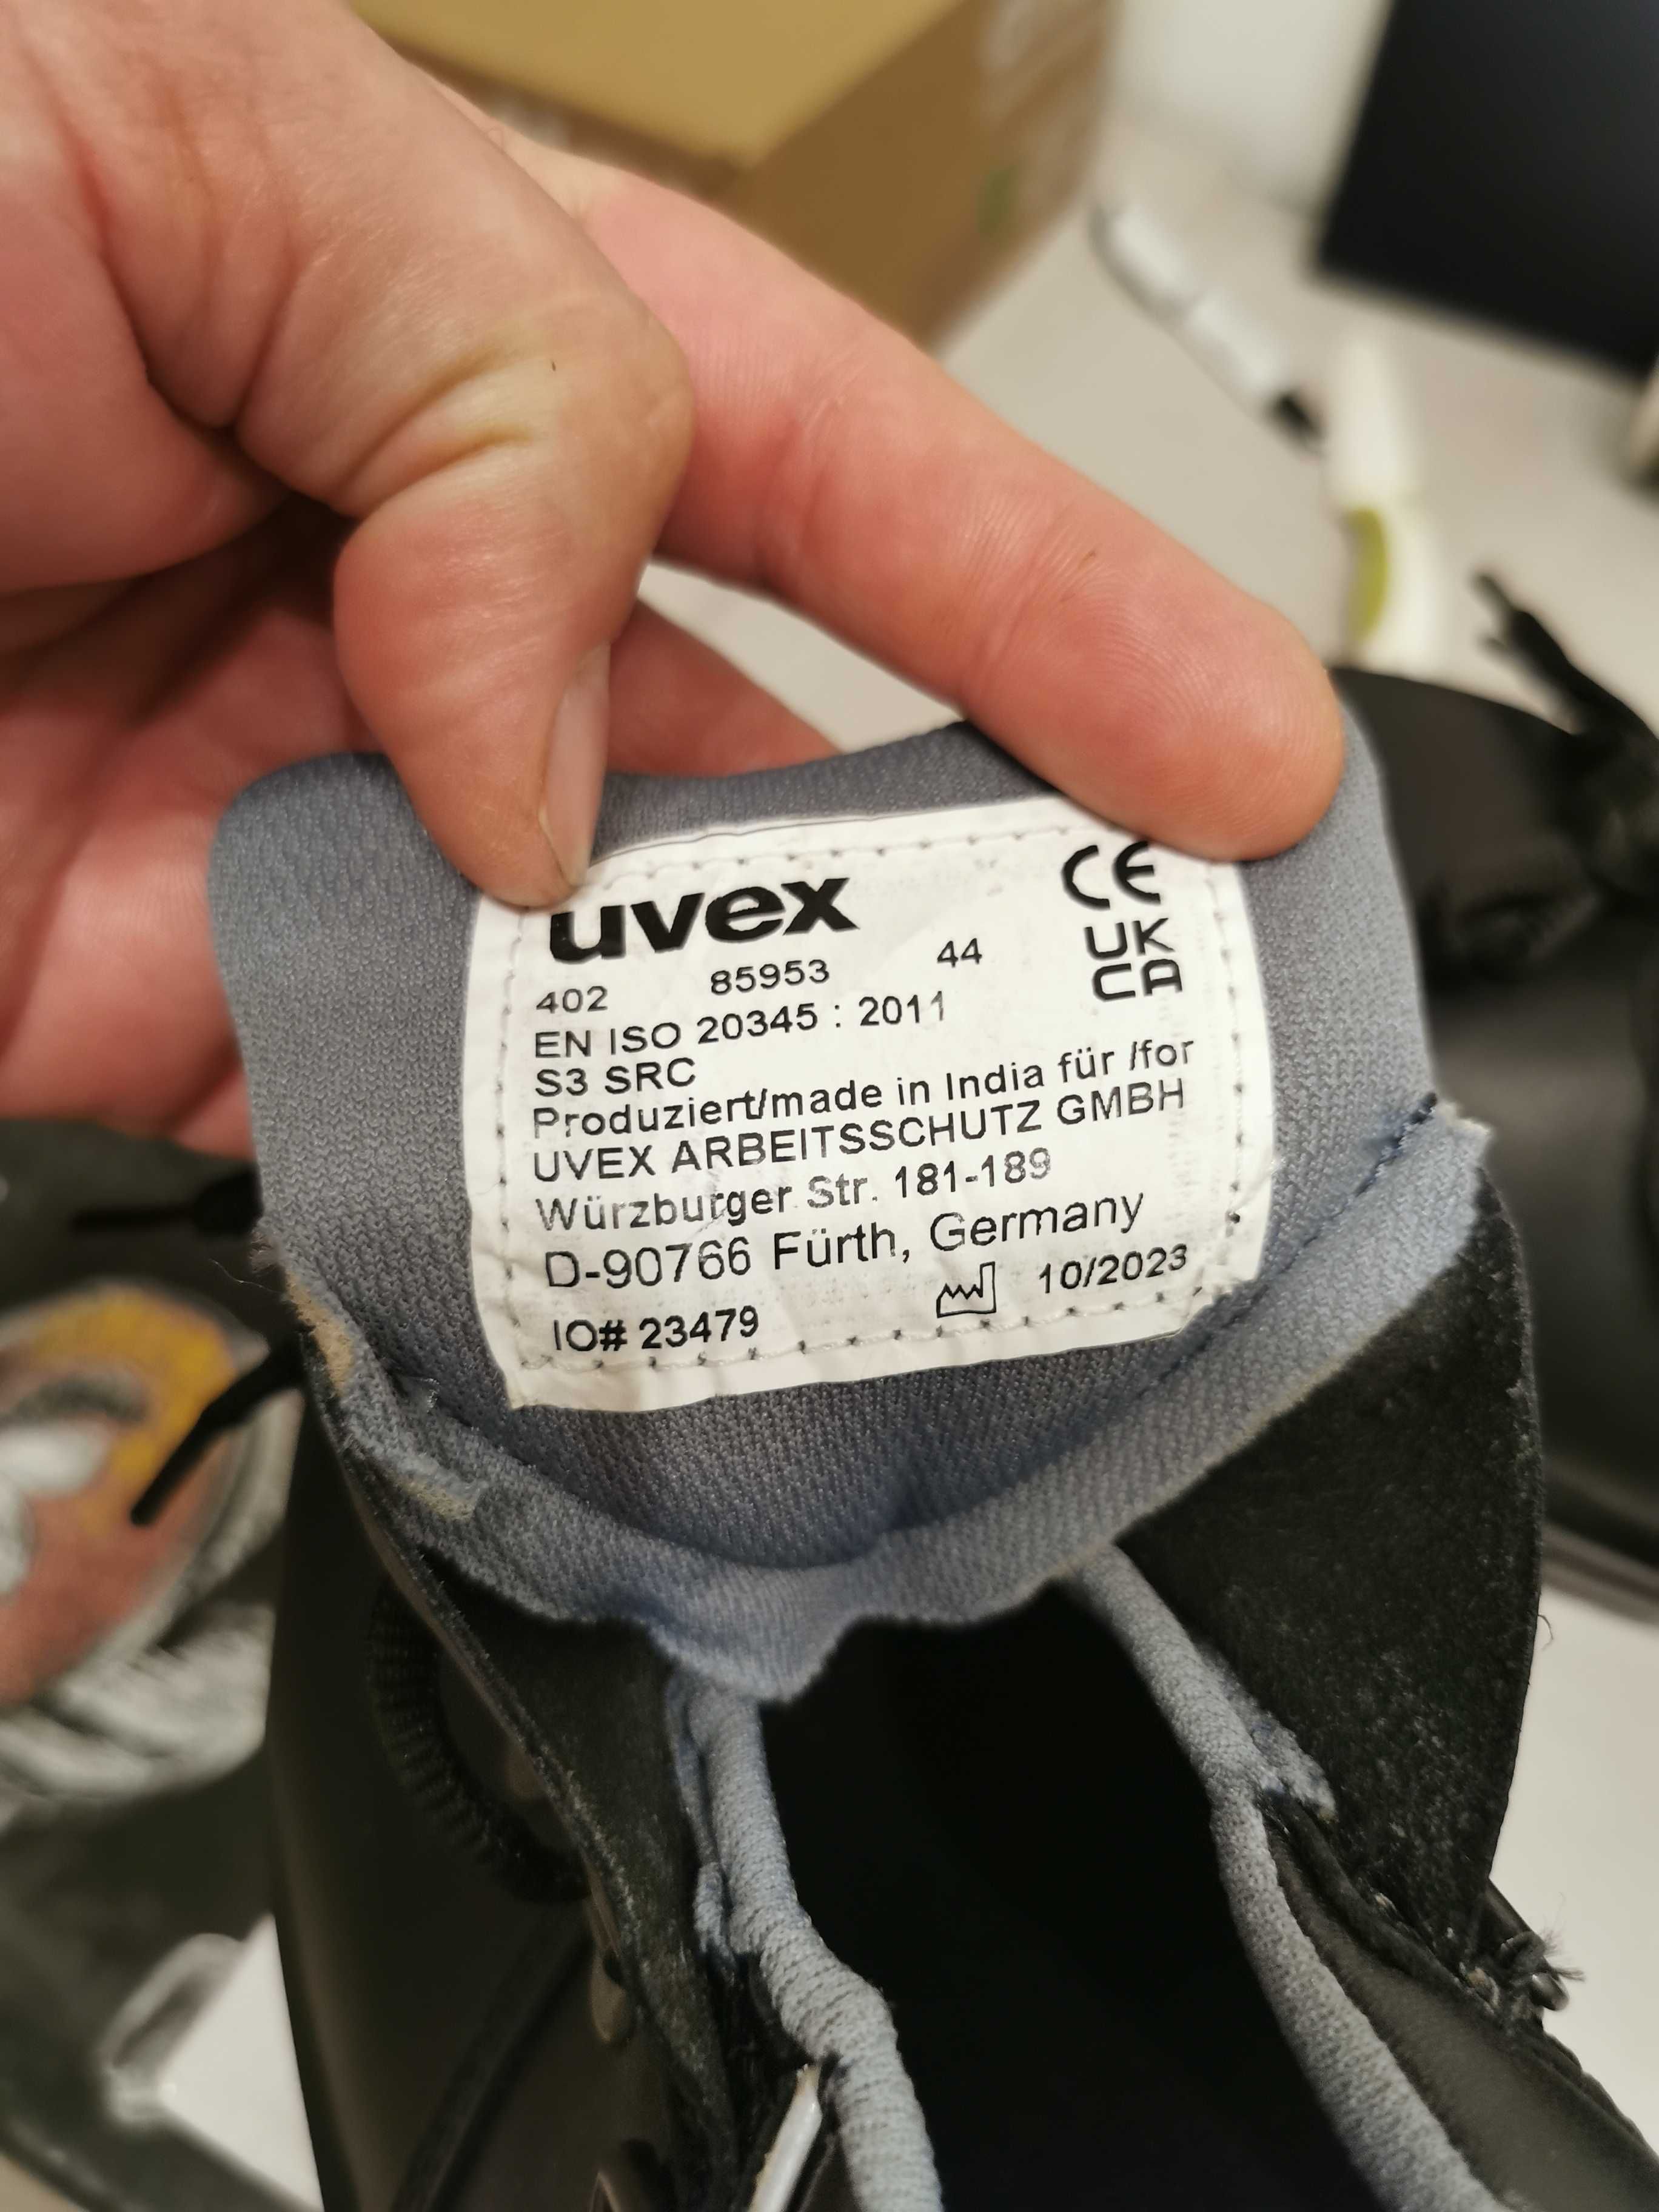 uvex CE
402 85953 44 UK
CA
EN ISO 20345 : 2011
S3 SRC
Produziert/made in India für /for
UVEX ARBEITSSCHUTZ GMBH
Würzburger Str. 181-189
D-90766 Fürth, Germany
IO# 23479 10/2023